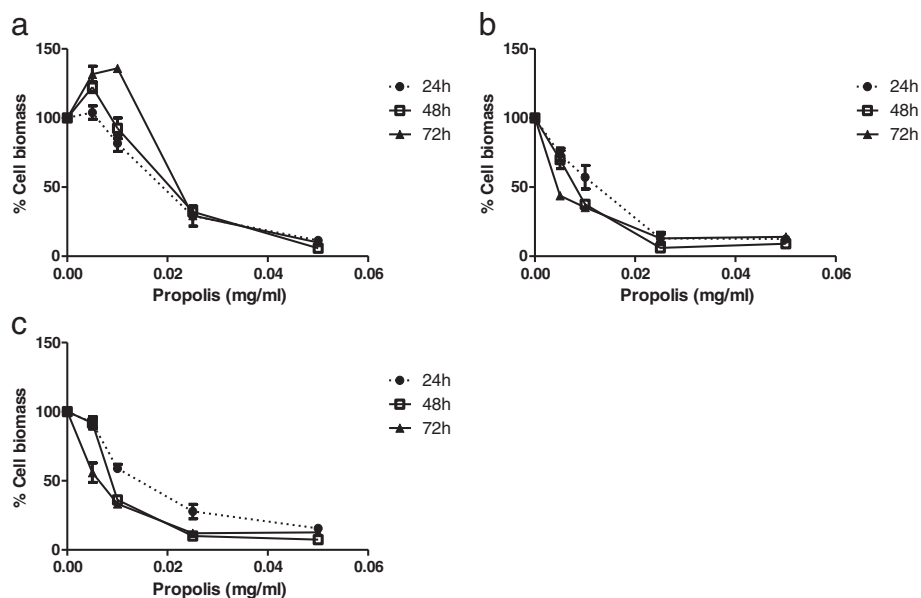 a
150
100
50
0
% Cell biomass
0.00 0.02 0.04 0.06
Propolis (mg/ml)
24h
48h
72h
b
150
100
50
0
% Cell biomass
0.00 0.02 0.04 0.06
Propolis (mg/ml)
24h
48h
72h
c
150
100
50
0
% Cell biomass
0.00 0.02 0.04 0.06
Propolis (mg/ml)
24h
48h
72h